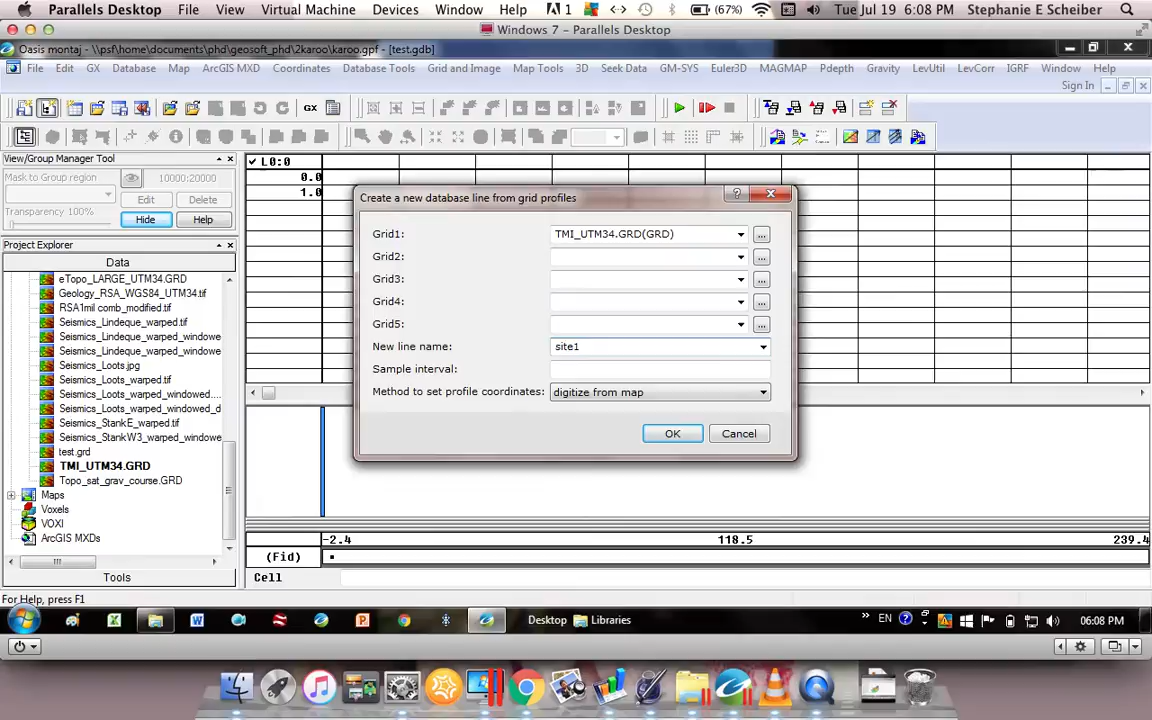 Parallels Desktop File View Virtual Machine Devices Window Help 1 (67%) Tue Jul 19 6:08 PM Stephanie E Scheiber
Windows 7 - Parallels Desktop
Oasis montaj - \\psf\home\documents\phd\geosoft_phd\2karoo\karoo.gpf - [test.gdb]
File Edit GX Database Map ArcGIS MXD Coordinates Database Tools Grid and Image Map Tools 3D Seek Data GM-SYS Euler3D MAGMAP Pdepth Gravity LevUtil LevCorr IGRF Window Help
Sign In
GX
View/Group Manager Tool
Mask to Group region 10000:20000
Edit Delete
Transparency 100%
Hide Help
Project Explorer
Data
eTopo_LARGE_UTM34.GRD
Geology_RSA_WGS84_UTM34.tif
RSA1mil comb_modified.tif
Seismics_Lindeque_warped.tif
Seismics_Lindeque_warped_windowe
Seismics_Loots.jpg
Seismics_Loots_warped.tif
Seismics_Loots_warped_windowed....
Seismics_Loots_warped_windowed_d
Seismics_StankE_warped.tif
Seismics_StankW3_warped_windowe
test.grd
TMI_UTM34.GRD
Topo_sat_grav_course.GRD
Maps
Voxels
VOXI
ArcGIS MXDs
Tools
L0:0
0.0
1.0
Create a new database line from grid profiles
Grid1: TMI_UTM34.GRD(GRD) ...
Grid2: ...
Grid3: ...
Grid4: ...
Grid5: ...
New line name: site1
Sample interval:
Method to set profile coordinates: digitize from map
OK Cancel
-2.4 118.5 239.4
(Fid)
Cell
For Help, press F1
Desktop Libraries EN 06:08 PM